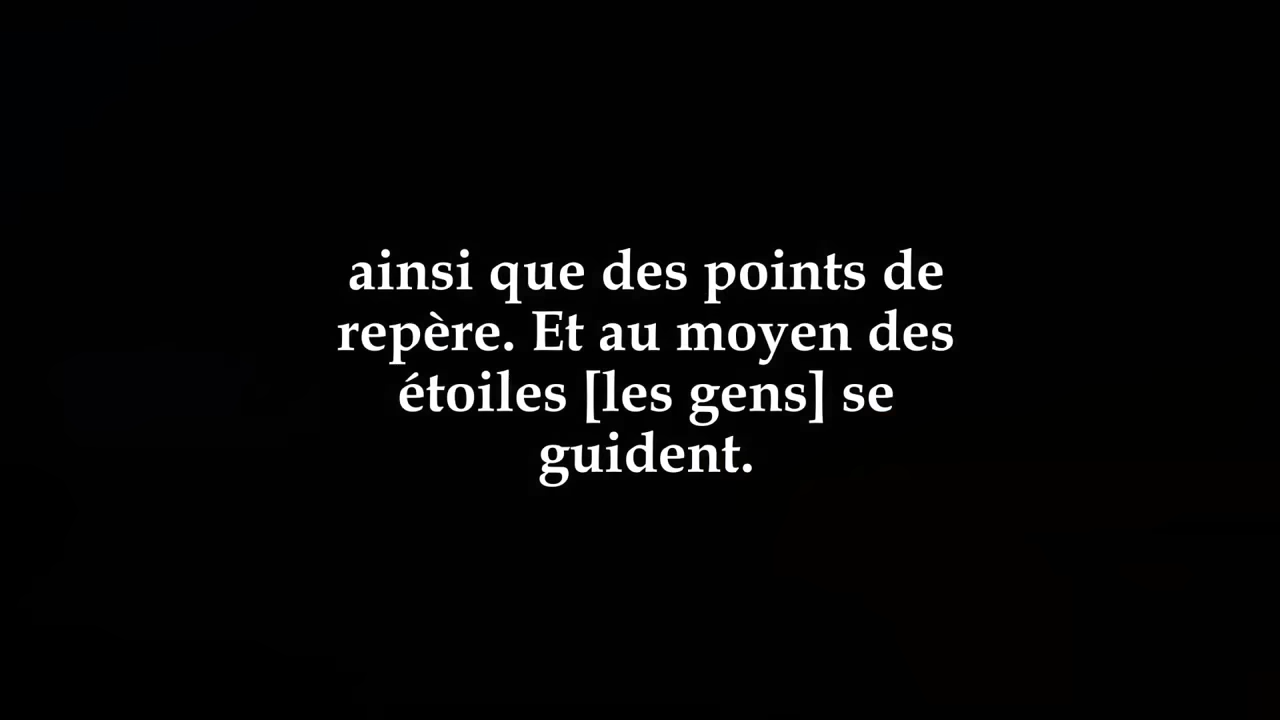 ainsi que des points de
repère. Et au moyen des
étoiles [les gens] se
guident.